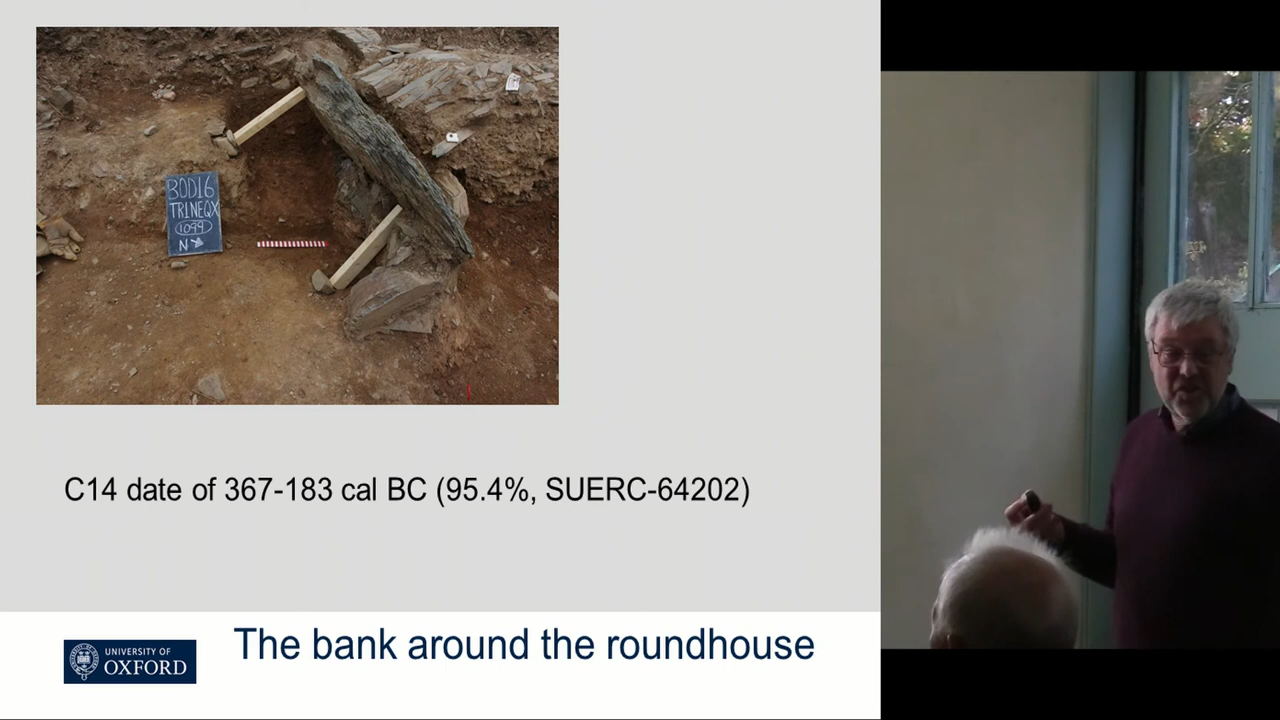 BOD16
TRINEQX
1099
N
C14 date of 367-183 cal BC (95.4%, SUERC-64202)
UNIVERSITY OF
OXFORD
The bank around the roundhouse